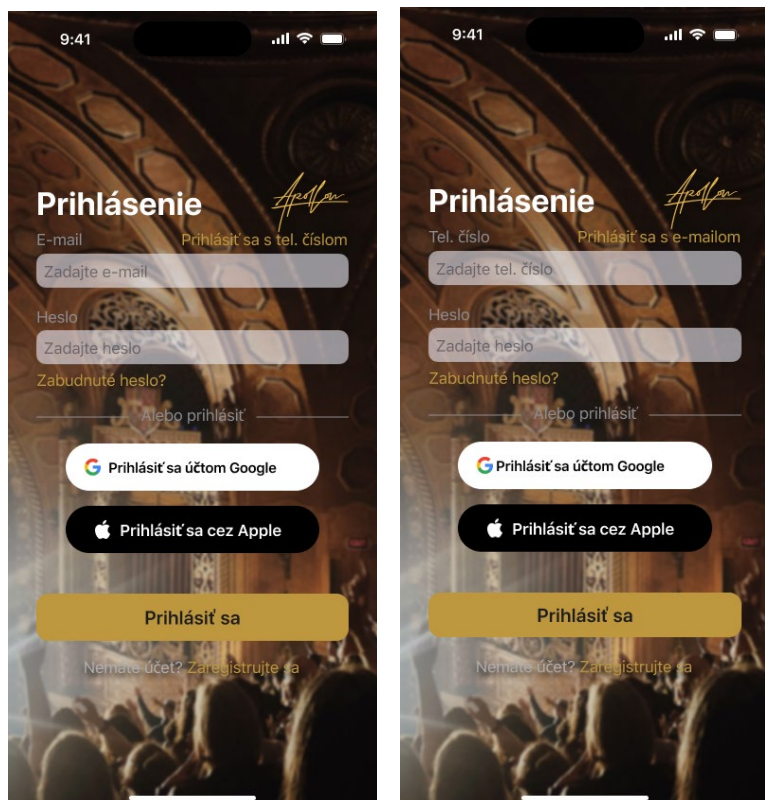 9:41
Prihlásenie
Apollon
E-mail Prihlásiť sa s tel. číslom
Zadajte e-mail
Heslo
Zadajte heslo
Zabudnuté heslo?
Alebo prihlásiť
Prihlásiť sa účtom Google
Prihlásiť sa cez Apple
Prihlásiť sa
Nemáte účet? Zaregistrujte sa
9:41
Prihlásenie
Apollon
Tel. číslo Prihlásiť sa s e-mailom
Zadajte tel. číslo
Heslo
Zadajte heslo
Zabudnuté heslo?
Alebo prihlásiť
Prihlásiť sa účtom Google
Prihlásiť sa cez Apple
Prihlásiť sa
Nemáte účet? Zaregistrujte sa